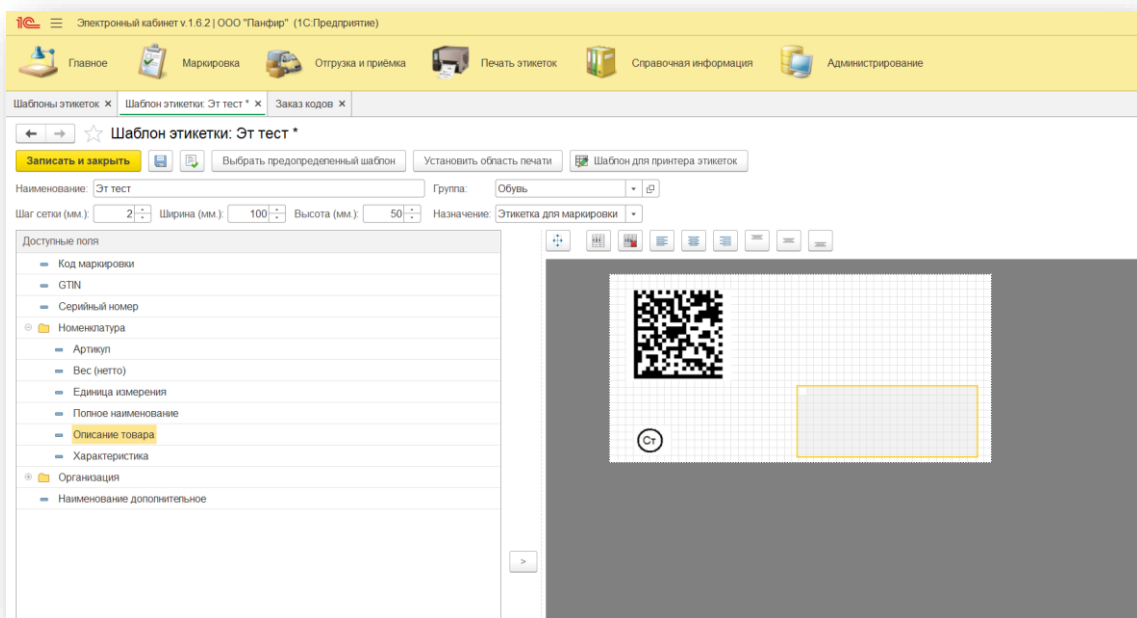 1С Электронный кабинет v.1.6.2 | ООО "Панфир" (1С:Предприятие)
Главное Маркировка Отгрузка и приёмка Печать этикеток Справочная информация Администрирование
Шаблоны этикеток × Шаблон этикетки: Эт тест * × Заказ кодов ×
Шаблон этикетки: Эт тест *
Записать и закрыть Выбрать предопределенный шаблон Установить область печати Шаблон для принтера этикеток
Наименование: Эт тест Группа: Обувь
Шаг сетки (мм.): 2 Ширина (мм.): 100 Высота (мм.): 50 Назначение: Этикетка для маркировки
Доступные поля
Код маркировки
GTIN
Серийный номер
Номенклатура
Артикул
Вес (нетто)
Единица измерения
Полное наименование
Описание товара
Характеристика
Организация
Наименование дополнительное
Ст
>